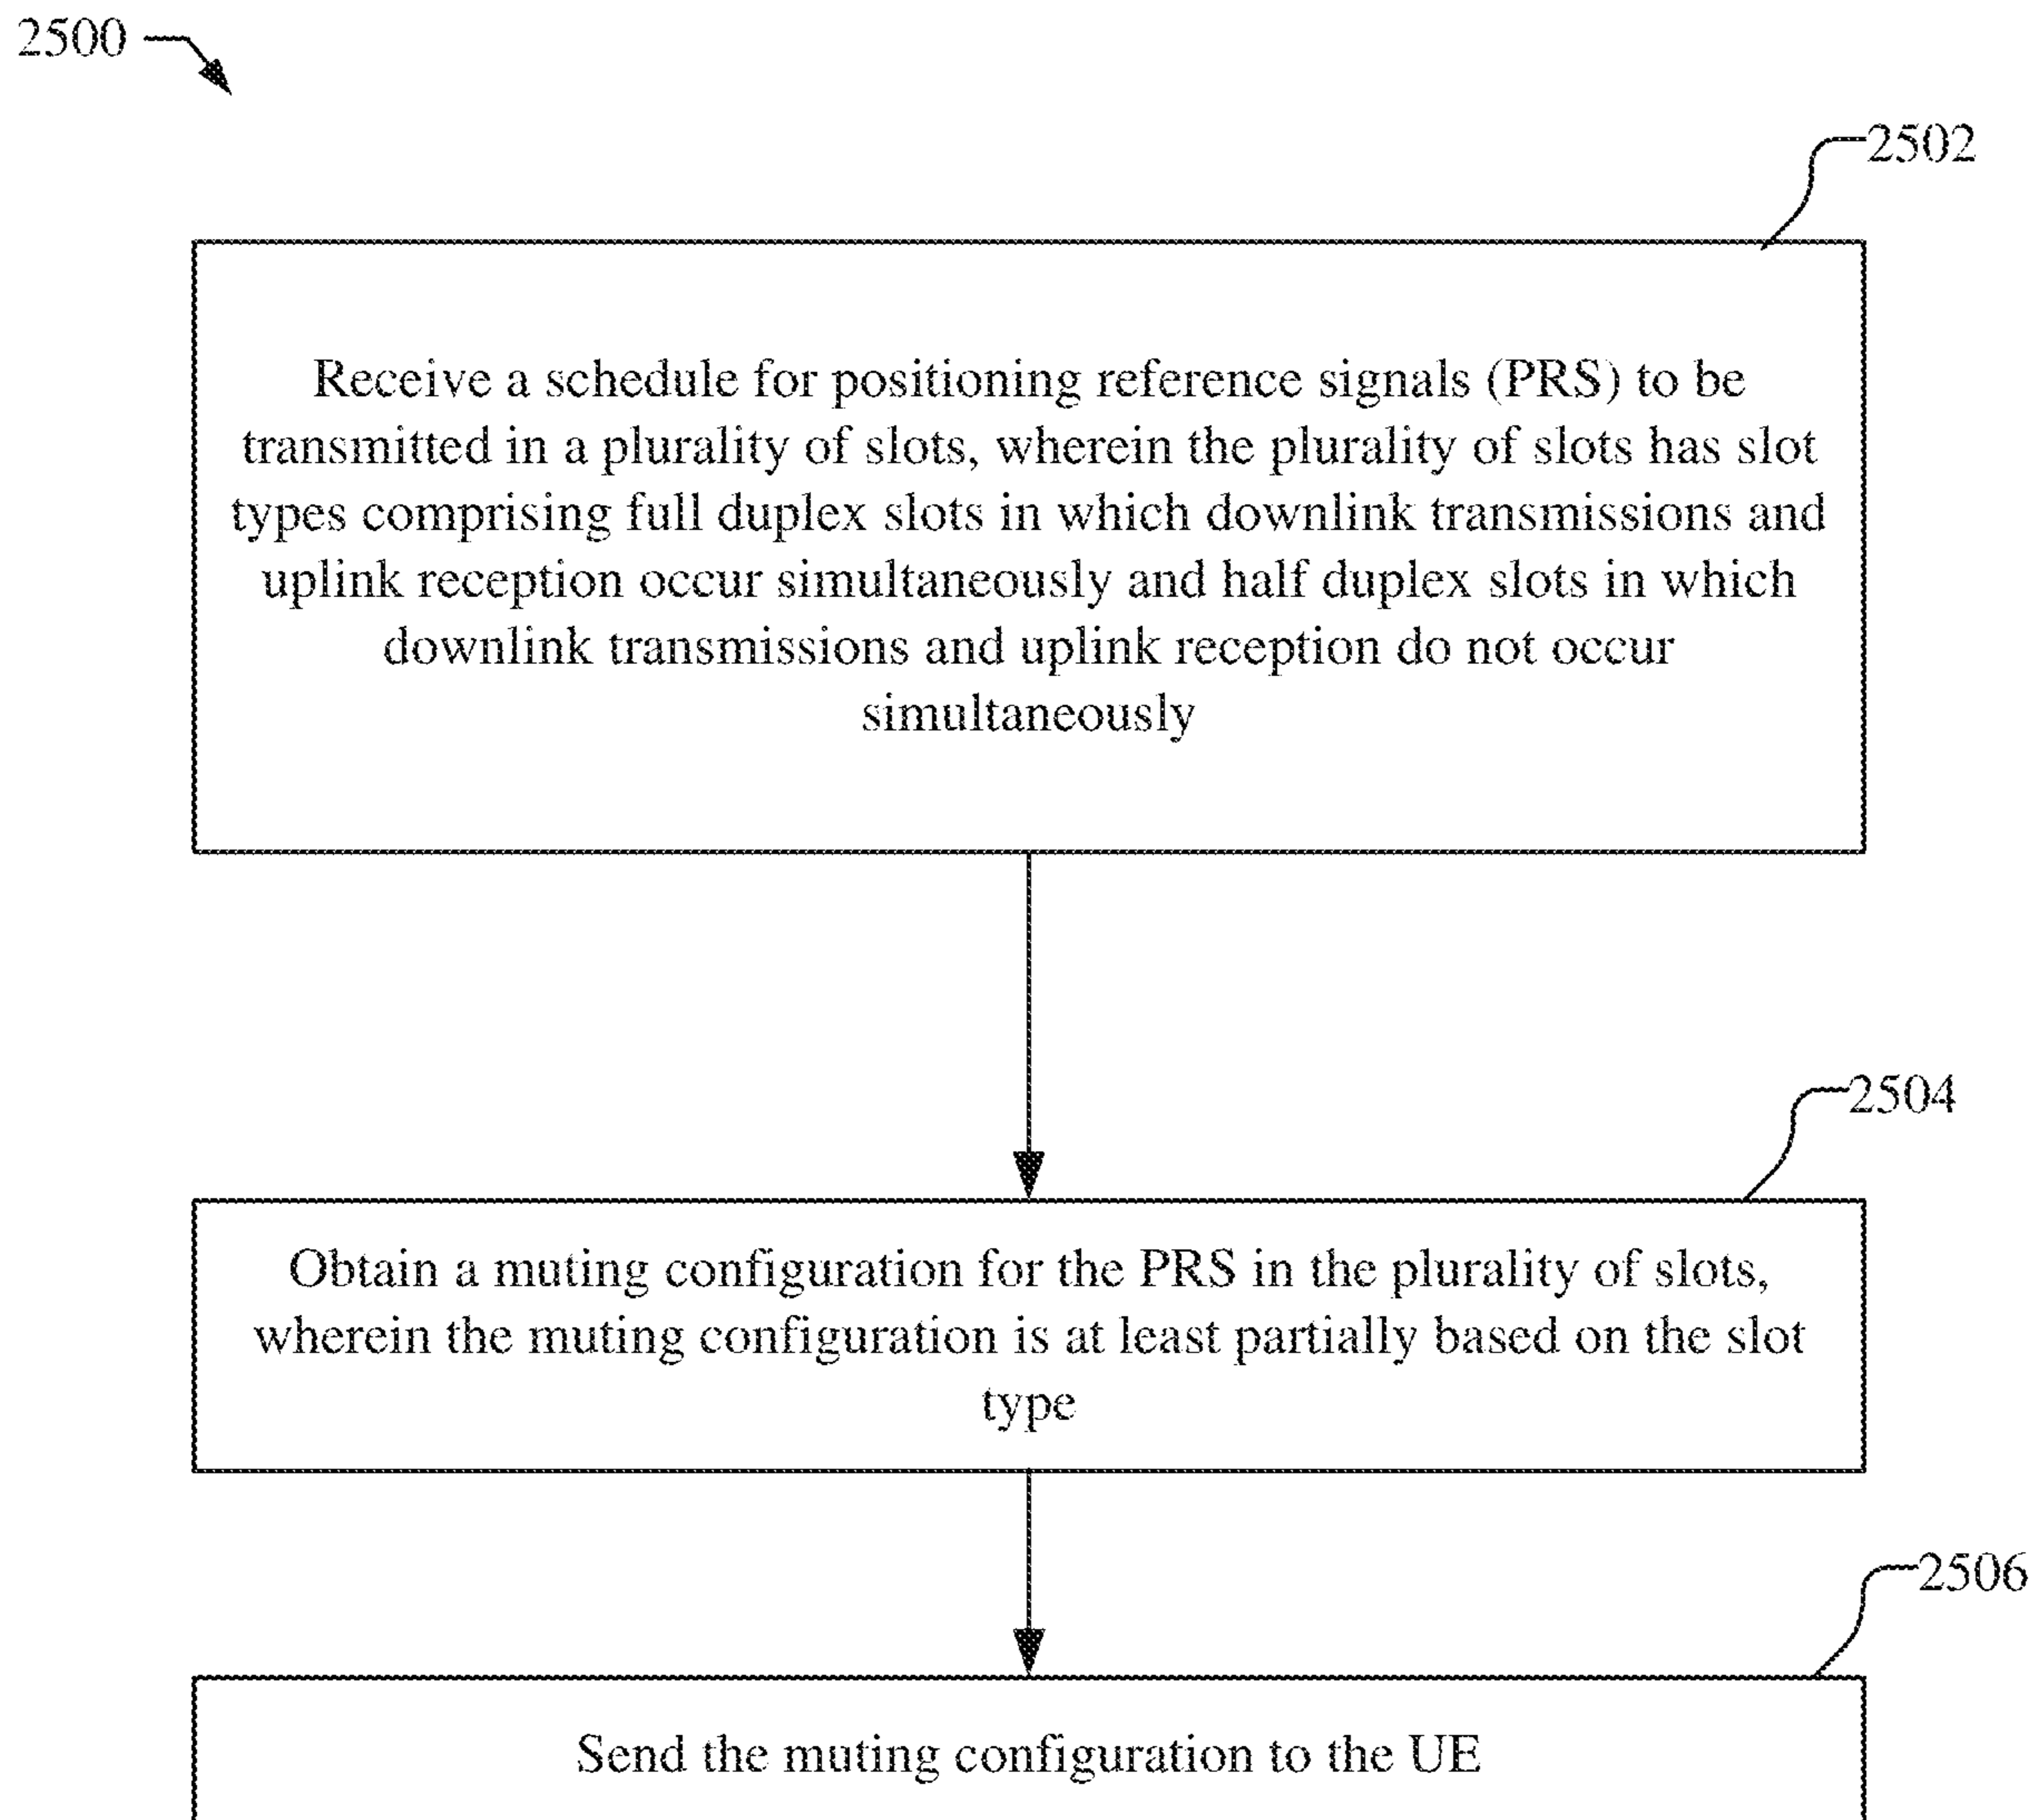 2500
2502
Receive a schedule for positioning reference signals (PRS) to be
transmitted in a plurality of slots, wherein the plurality of slots has slot
types comprising full duplex slots in which downlink transmissions and
uplink reception occur simultaneously and half duplex slots in which
downlink transmissions and uplink reception do not occur
simultaneously
2504
Obtain a muting configuration for the PRS in the plurality of slots,
wherein the muting configuration is at least partially based on the slot
type
2506
Send the muting configuration to the UE